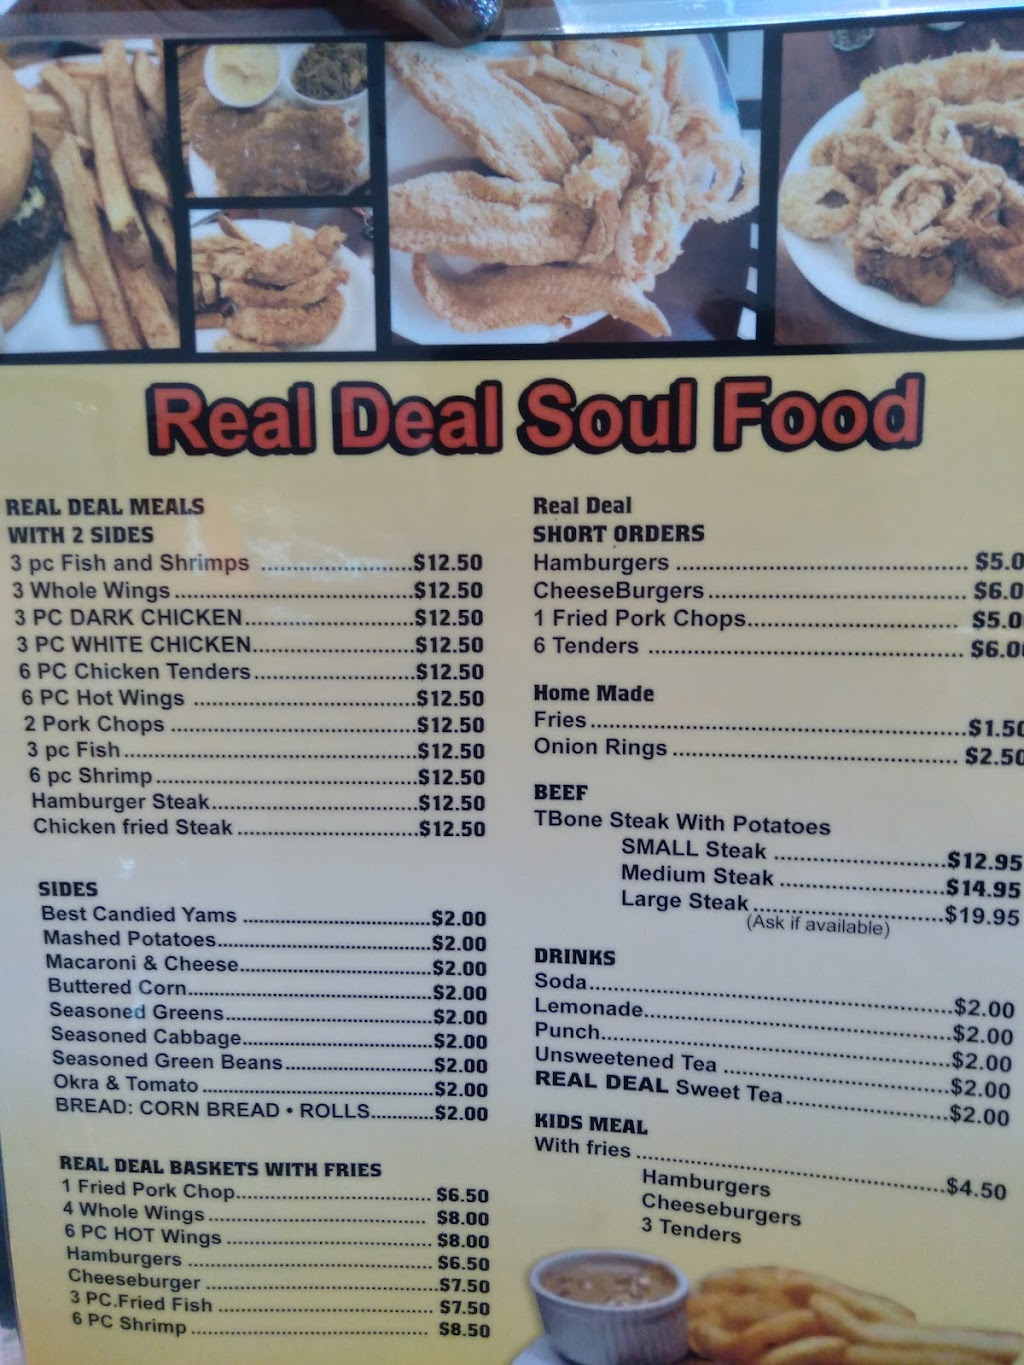 Real Deal Soul Food
REAL DEAL MEALS
WITH 2 SIDES
3 pc Fish and Shrimps ........................$12.50
3 Whole Wings........................$12.50
3 PC DARK CHICKEN........................$12.50
3 PC WHITE CHICKEN........................$12.50
6 PC Chicken Tenders........................$12.50
6 PC Hot Wings ........................$12.50
2 Pork Chops ........................$12.50
3 pc Fish........................$12.50
6 pc Shrimp........................$12.50
Hamburger Steak........................$12.50
Chicken fried Steak ........................$12.50
SIDES
Best Candied Yams ........................$2.00
Mashed Potatoes........................$2.00
Macaroni & Cheese........................$2.00
Buttered Corn........................$2.00
Seasoned Greens........................$2.00
Seasoned Cabbage........................$2.00
Seasoned Green Beans........................$2.00
Okra & Tomato ........................$2.00
BREAD: CORN BREAD • ROLLS..........$2.00
REAL DEAL BASKETS WITH FRIES
1 Fried Pork Chop........................ $6.50
4 Whole Wings........................ $8.00
6 PC HOT Wings ........................ $8.00
Hamburgers ........................ $6.50
Cheeseburger ........................$7.50
3 PC.Fried Fish ........................ $7.50
6 PC Shrimp........................ $8.50
Real Deal
SHORT ORDERS
Hamburgers ........................ $5.0
CheeseBurgers........................ $6.0
1 Fried Pork Chops........................ $5.0
6 Tenders ........................ $6.00
Home Made
Fries........................$1.50
Onion Rings ........................ $2.50
BEEF
TBone Steak With Potatoes
SMALL Steak ........................$12.95
Medium Steak ........................$14.95
Large Steak ........................$19.95
(Ask if available)
DRINKS
Soda........................$2.00
Lemonade........................$2.00
Punch........................$2.00
Unsweetened Tea ........................$2.00
REAL DEAL Sweet Tea........................$2.00
KIDS MEAL
With fries ........................$4.50
Hamburgers
Cheeseburgers
3 Tenders